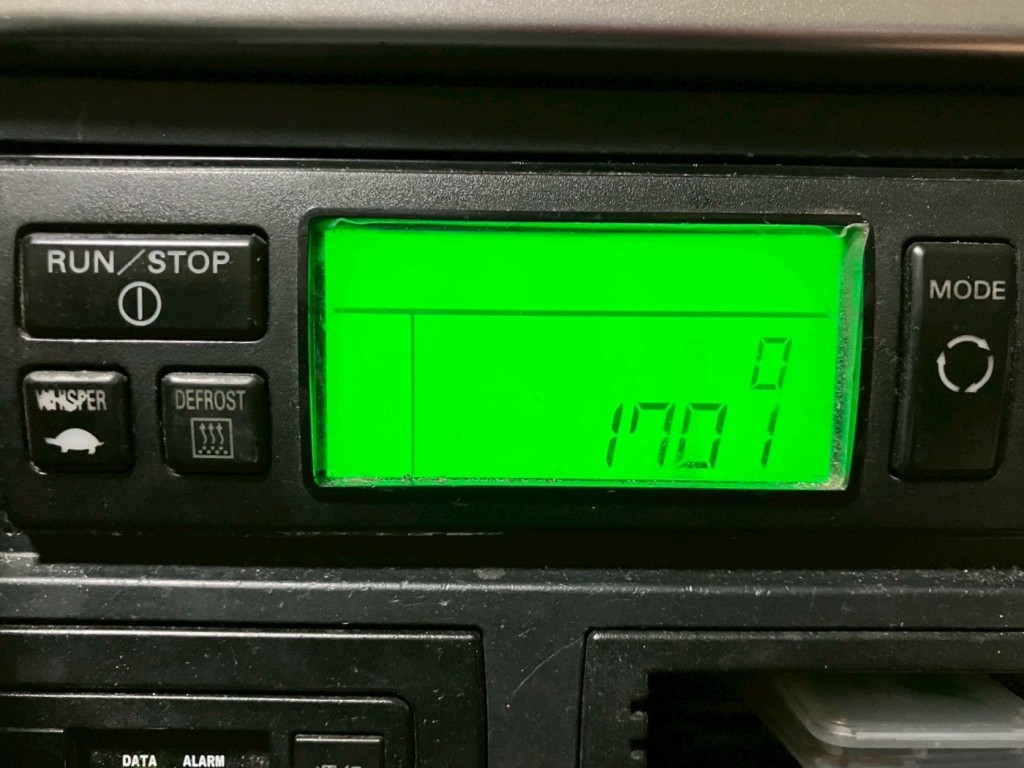 RUN/STOP
MODE
0
WHISPER
DEFROST
1701
DATA ALARM